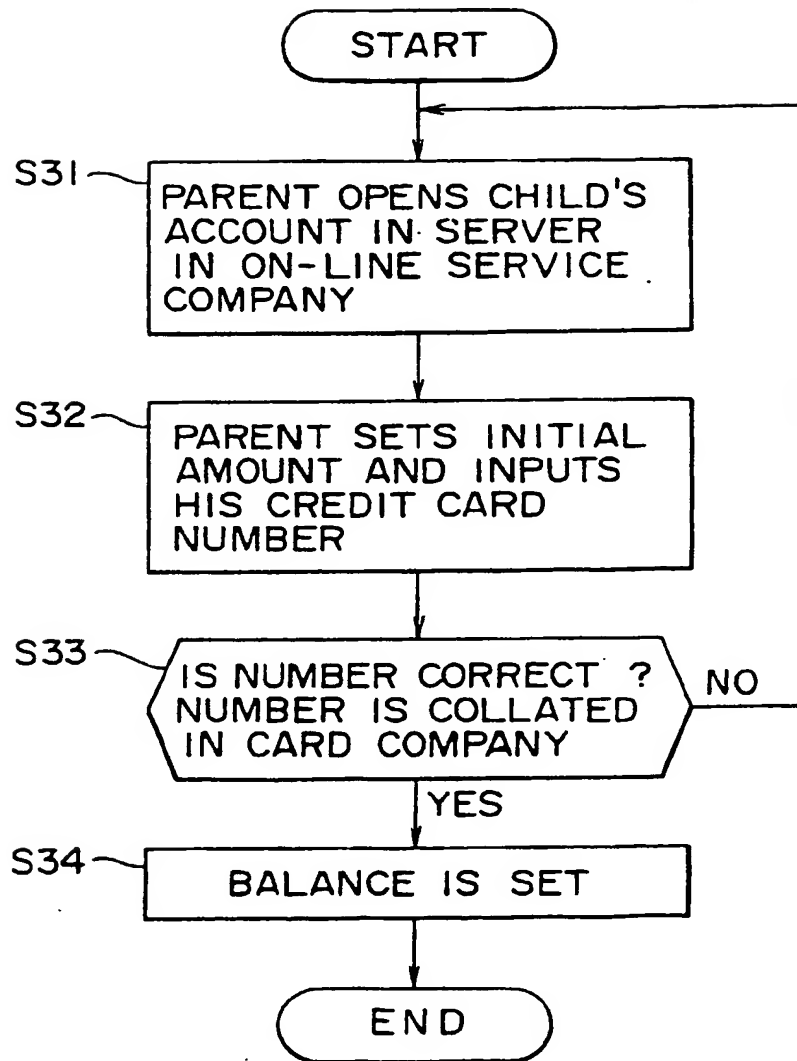 START
S31
PARENT OPENS CHILD'S
ACCOUNT IN SERVER
IN ON-LINE SERVICE
COMPANY
S32
PARENT SETS INITIAL
AMOUNT AND INPUTS
HIS CREDIT CARD
NUMBER
S33
IS NUMBER CORRECT ?
NUMBER IS COLLATED
IN CARD COMPANY
NO
YES
S34
BALANCE IS SET
END